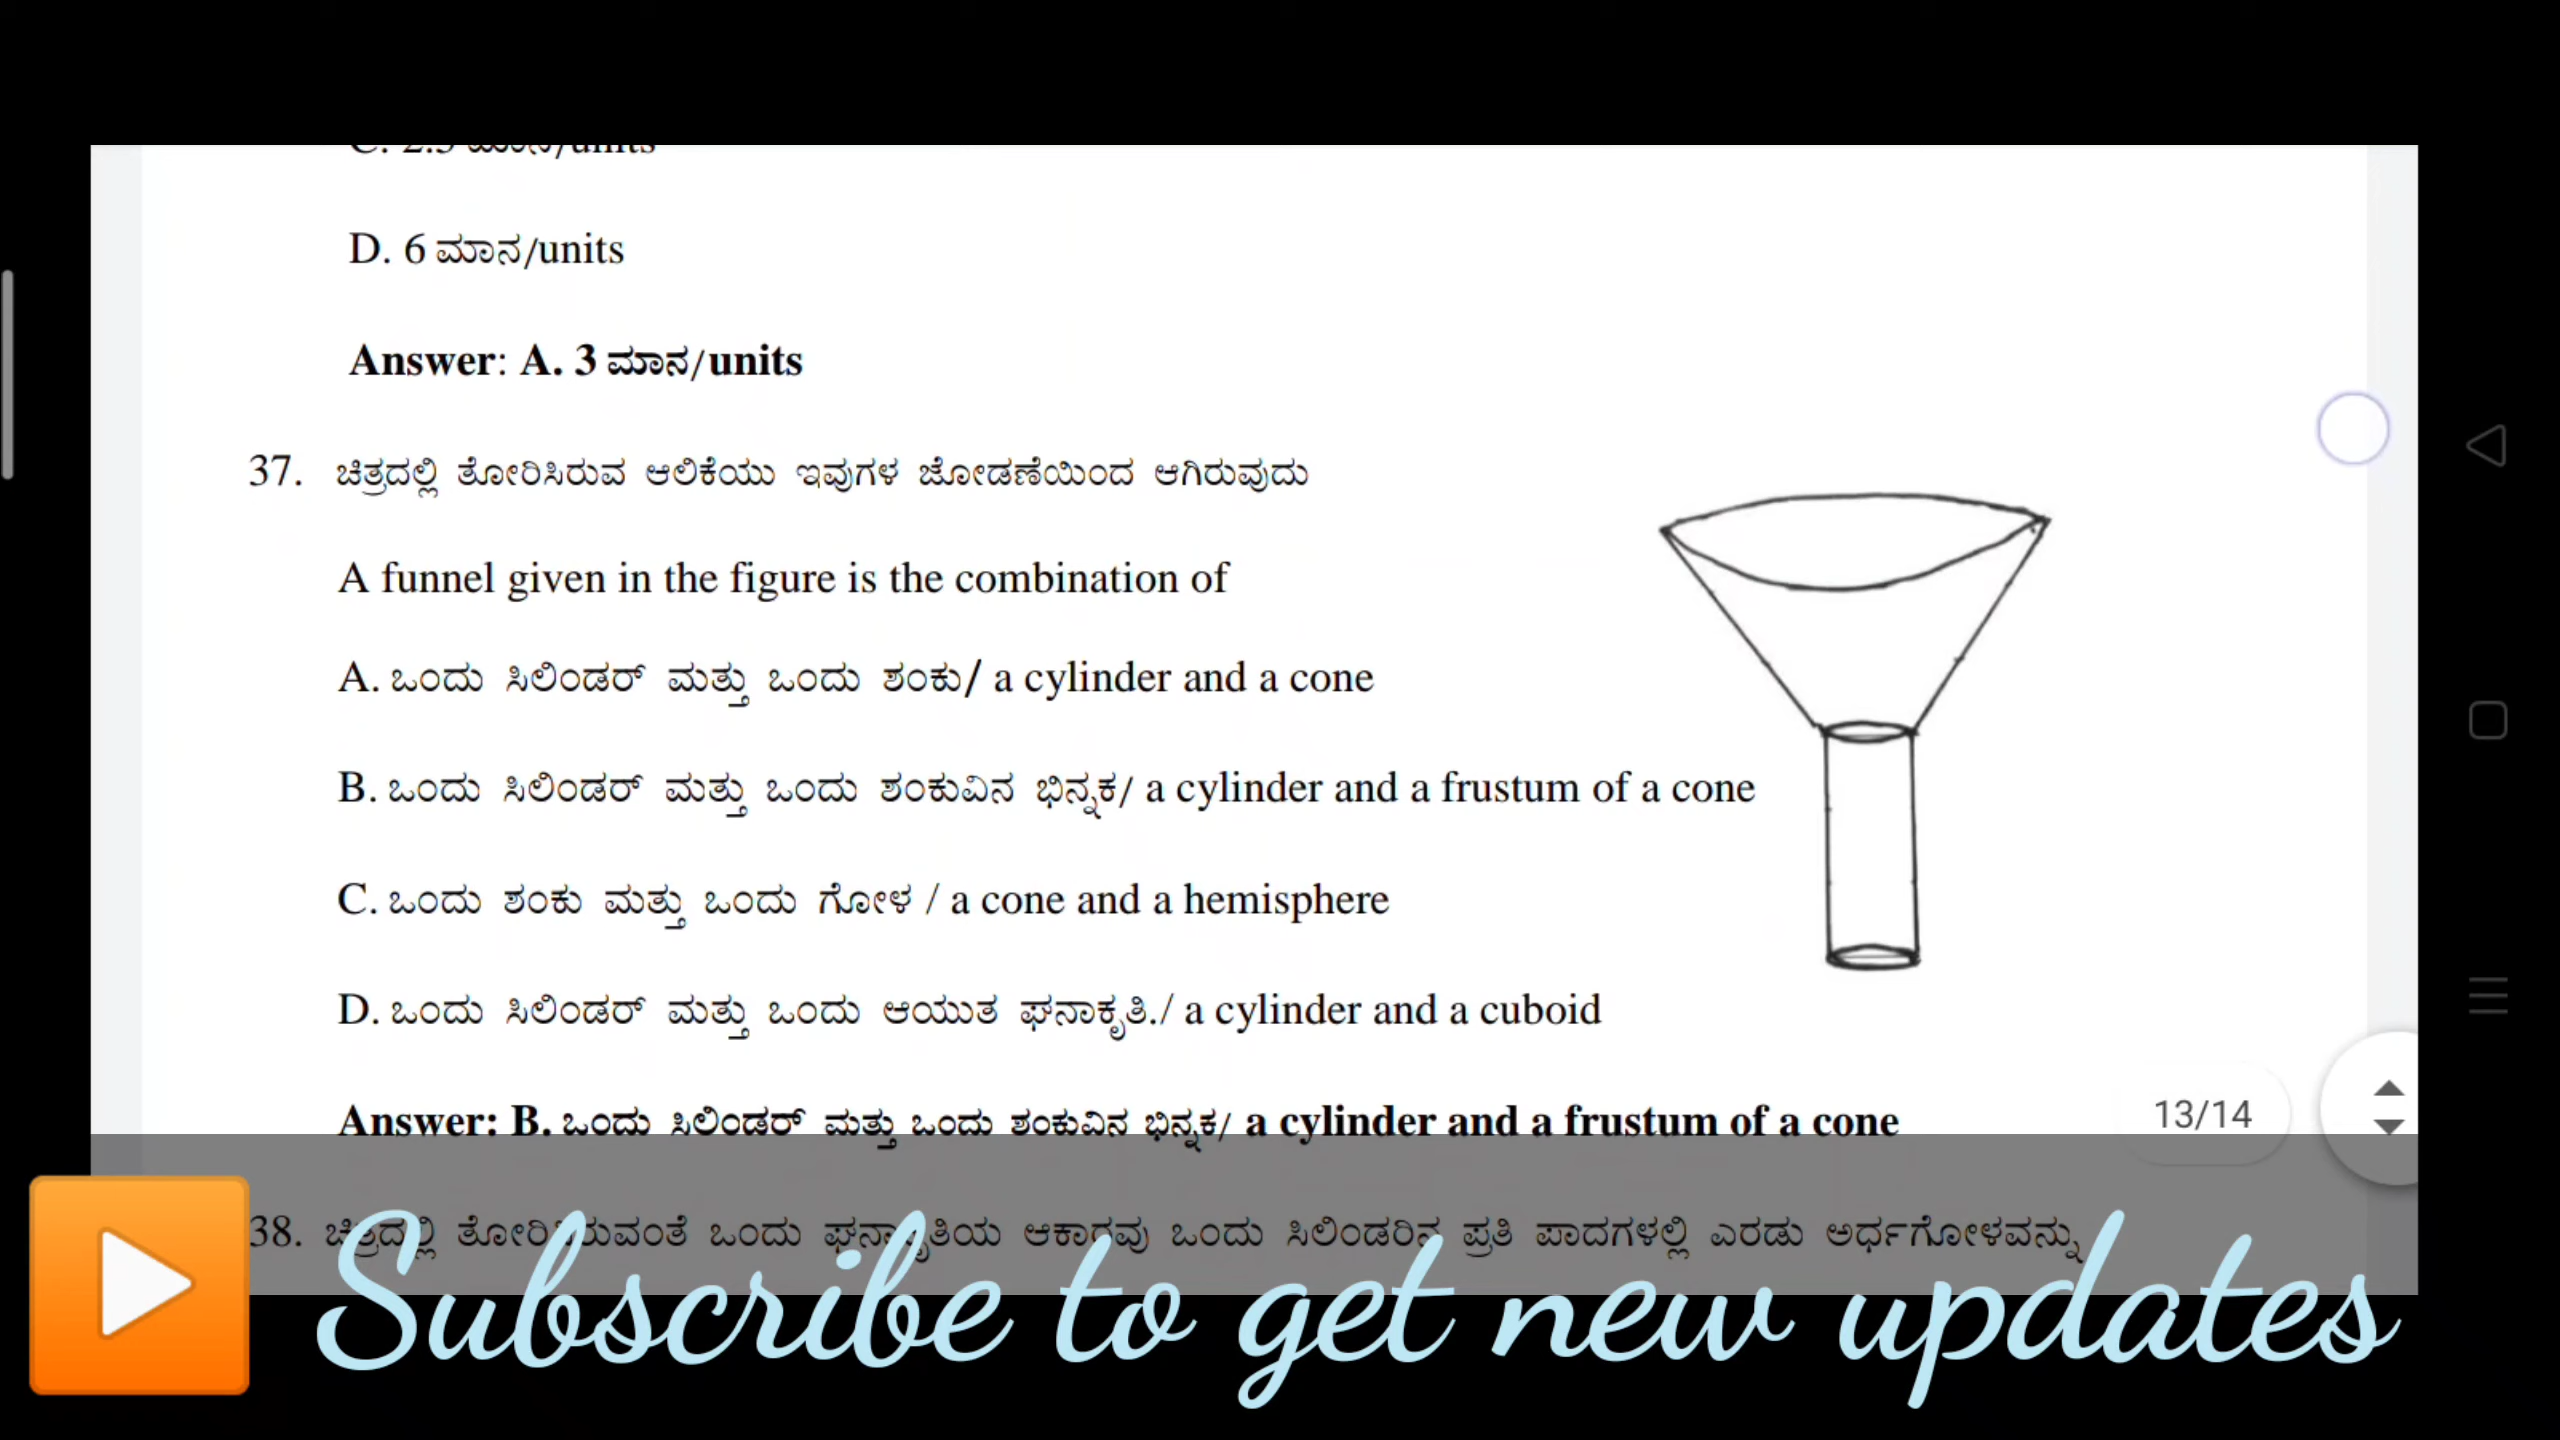 D. 6 ಮಾನ/units
Answer: A. 3 ಮಾನ/units
37. ಚಿತ್ರದಲ್ಲಿ ತೋರಿಸಿರುವ ಆಲಿಕೆಯು ಇವುಗಳ ಜೋಡಣೆಯಿಂದ ಆಗಿರುವುದು
A funnel given in the figure is the combination of
A. ಒಂದು ಸಿಲಿಂಡರ್ ಮತ್ತು ಒಂದು ಶಂಕು/ a cylinder and a cone
B. ಒಂದು ಸಿಲಿಂಡರ್ ಮತ್ತು ಒಂದು ಶಂಕುವಿನ ಭಿನ್ನಕ/ a cylinder and a frustum of a cone
C. ಒಂದು ಶಂಕು ಮತ್ತು ಒಂದು ಗೋಳ / a cone and a hemisphere
D. ಒಂದು ಸಿಲಿಂಡರ್ ಮತ್ತು ಒಂದು ಆಯುತ ಘನಾಕೃತಿ./ a cylinder and a cuboid
Answer: B. ಒಂದು ಸಿಲಿಂಡರ್ ಮತ್ತು ಒಂದು ಶಂಕುವಿನ ಭಿನ್ನಕ/ a cylinder and a frustum of a cone
13/14
38. ಚಿತ್ರದಲ್ಲಿ ತೋರಿಸಿರುವಂತೆ ಒಂದು ಘನಾಕೃತಿಯ ಆಕಾರವು ಒಂದು ಸಿಲಿಂಡರಿನ ಪ್ರತಿ ಪಾದಗಳಲ್ಲಿ ಎರಡು ಅರ್ಧಗೋಳವನ್ನು
Subscribe to get new updates